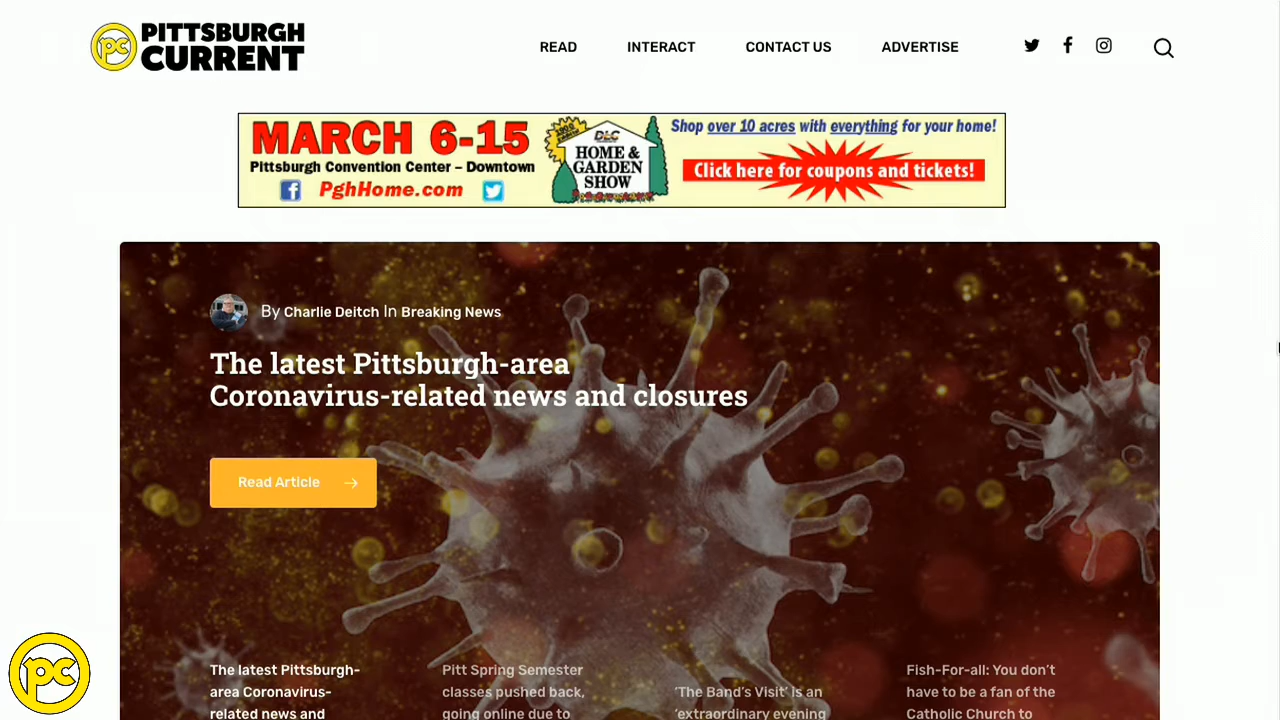 pc PITTSBURGH
CURRENT
READ INTERACT CONTACT US ADVERTISE
MARCH 6-15
Pittsburgh Convention Center – Downtown
PghHome.com
DLC
HOME &
GARDEN
SHOW
Shop over 10 acres with everything for your home!
Click here for coupons and tickets!
By Charlie Deitch In Breaking News
The latest Pittsburgh-area
Coronavirus-related news and closures
Read Article →
The latest Pittsburgh-
area Coronavirus-
related news and
Pitt Spring Semester
classes pushed back,
going online due to
'The Band's Visit' is an
'extraordinary evening
Fish-For-all: You don't
have to be a fan of the
Catholic Church to
pc